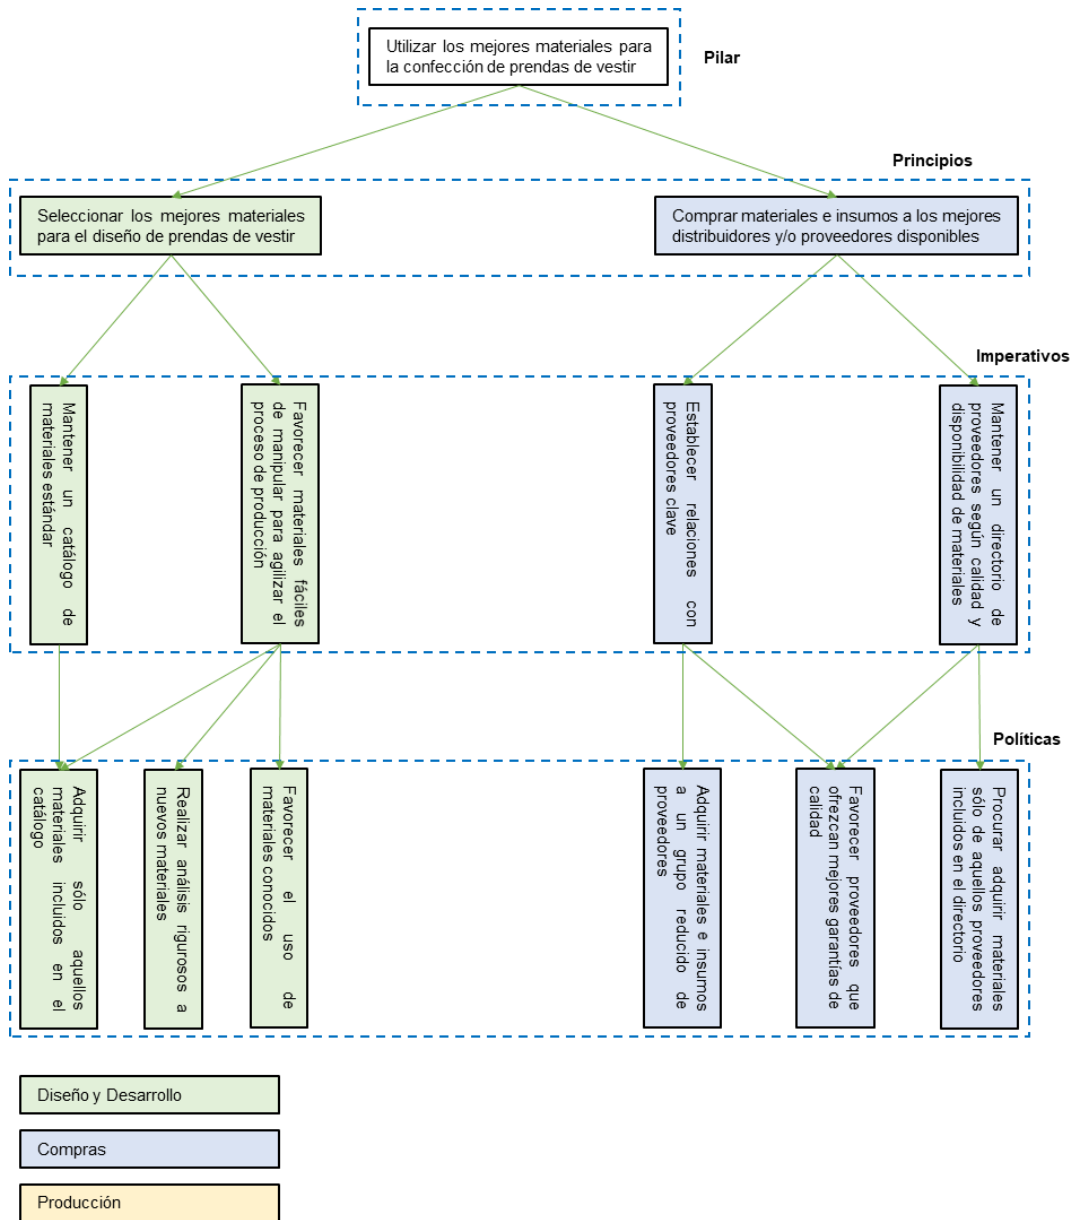 Utilizar los mejores materiales para
la confección de prendas de vestir
Pilar
Principios
Seleccionar los mejores materiales
para el diseño de prendas de vestir
Comprar materiales e insumos a los mejores
distribuidores y/o proveedores disponibles
Imperativos
Mantener un catálogo de
materiales estándar
Favorecer materiales fáciles
de manipular para agilizar el
proceso de producción
Establecer relaciones con
proveedores clave
Mantener un directorio de
proveedores según calidad y
disponibilidad de materiales
Políticas
Adquirir sólo aquellos
materiales incluidos en el
catálogo
Realizar análisis rigurosos a
nuevos materiales
Favorecer el uso de
materiales conocidos
Adquirir materiales e insumos
a un grupo reducido de
proveedores
Favorecer proveedores que
ofrezcan mejores garantías de
calidad
Procurar adquirir materiales
sólo de aquellos proveedores
incluidos en el directorio
Diseño y Desarrollo
Compras
Producción